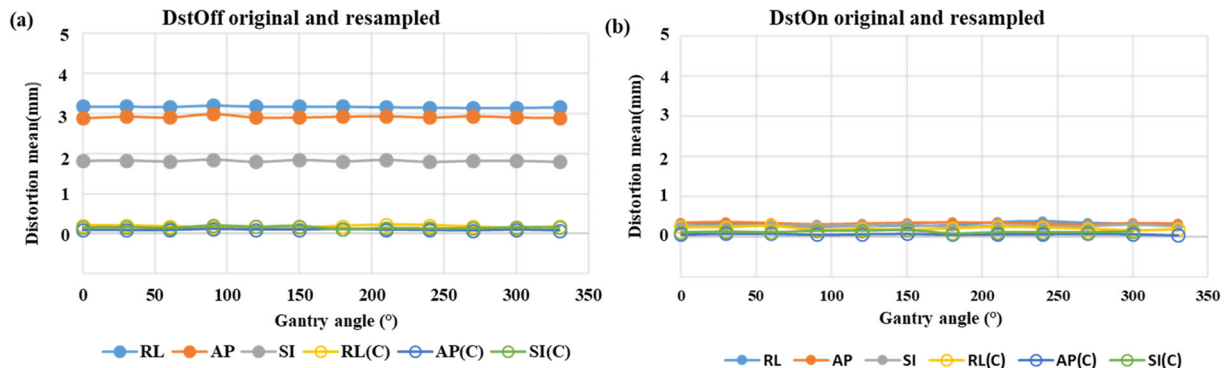 (a)
DstOff original and resampled
5
4
3
2
1
0
Distortion mean(mm)
0 50 100 150 200 250 300 350
Gantry angle (°)
RL AP SI RL(C) AP(C) SI(C)
(b)
DstOn original and resampled
5
4
3
2
1
0
Distortion mean(mm)
0 50 100 150 200 250 300 350
Gantry angle (°)
RL AP SI RL(C) AP(C) SI(C)